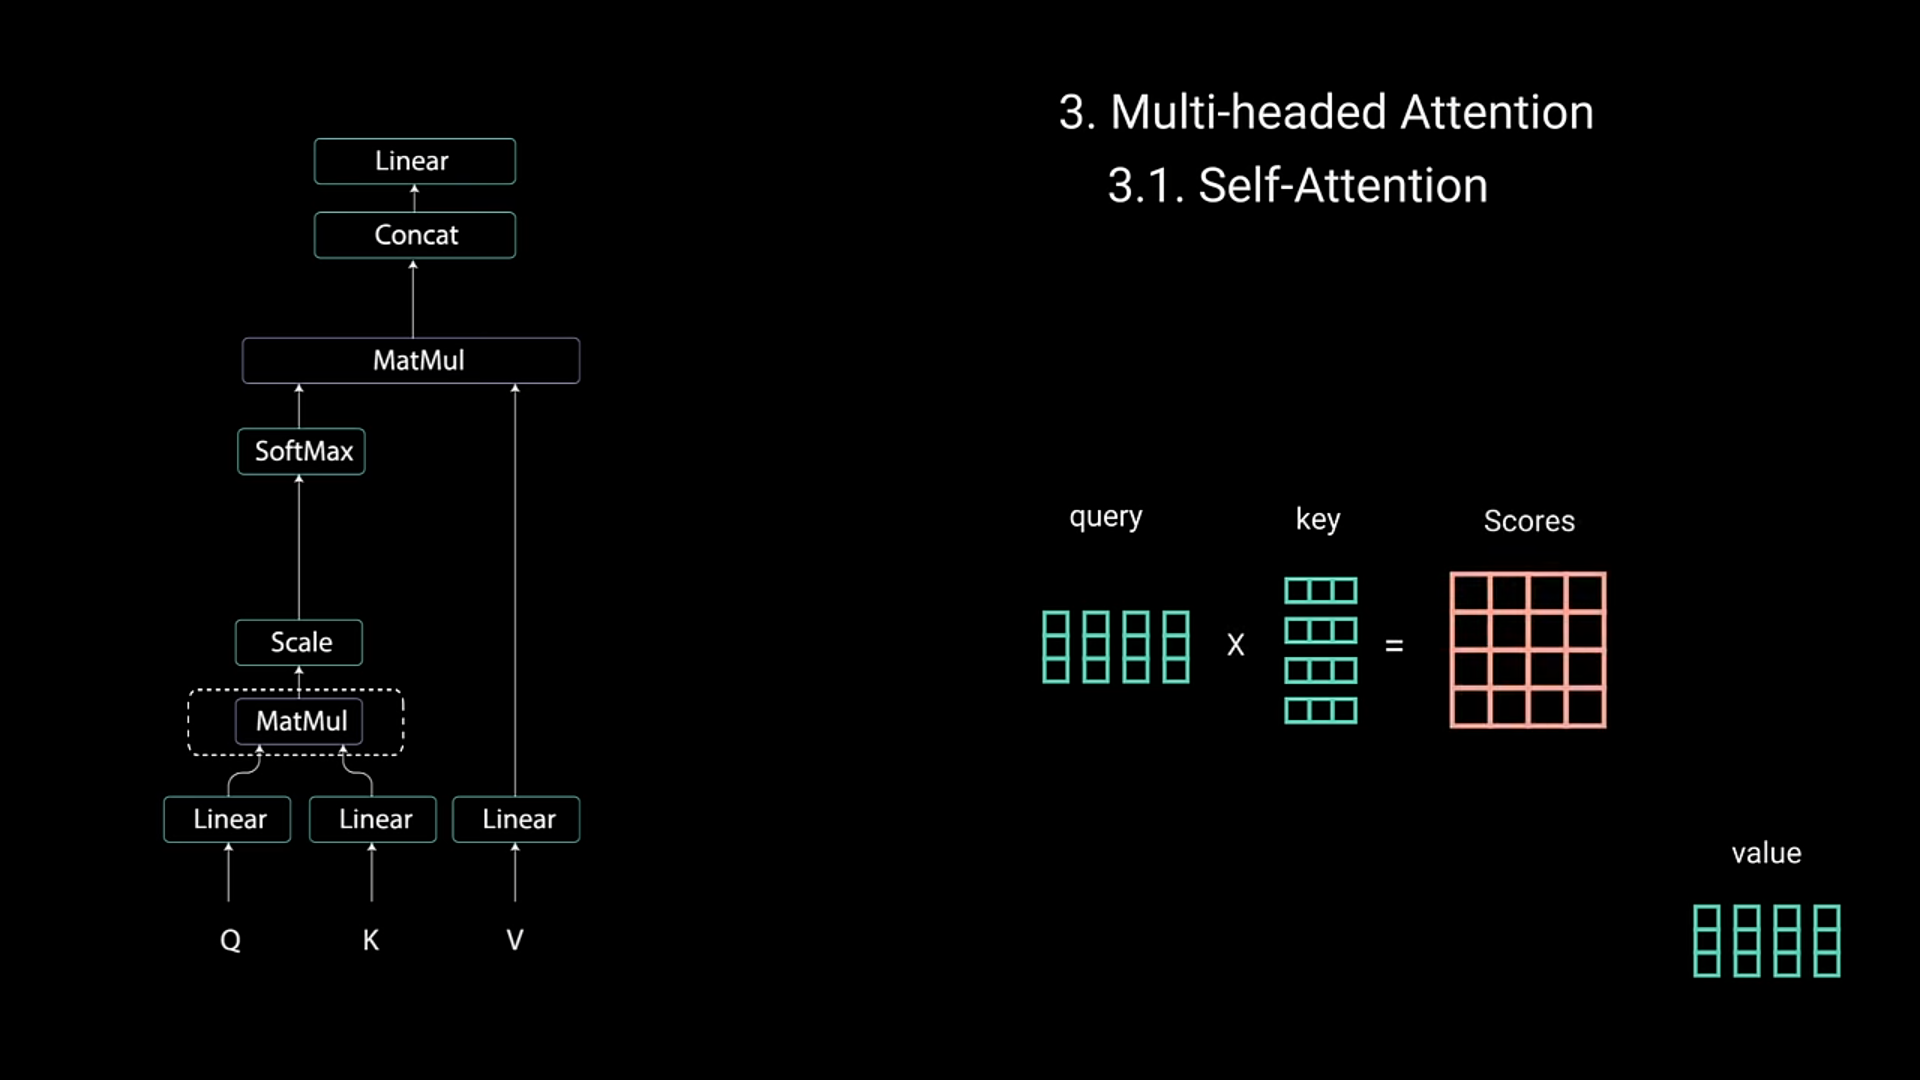 3. Multi-headed Attention
3.1. Self-Attention
Linear
Concat
MatMul
SoftMax
Scale
MatMul
Linear Linear Linear
Q K V
query key Scores
X =
value